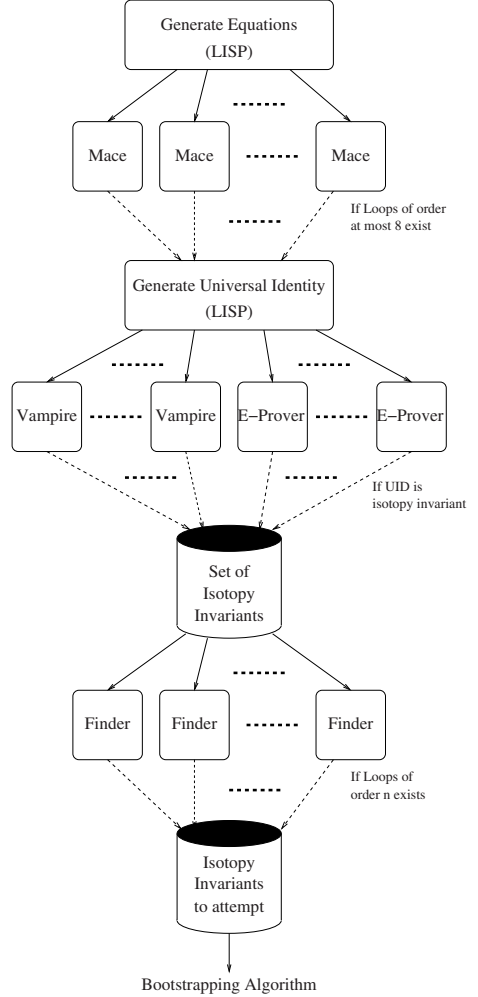 Generate Equations
(LISP)
Mace
Mace
Mace
If Loops of order
at most 8 exist
Generate Universal Identity
(LISP)
Vampire
Vampire
E-Prover
E-Prover
If UID is
isotopy invariant
Set of
Isotopy
Invariants
Finder
Finder
Finder
If Loops of
order n exists
Isotopy
Invariants
to attempt
Bootstrapping Algorithm